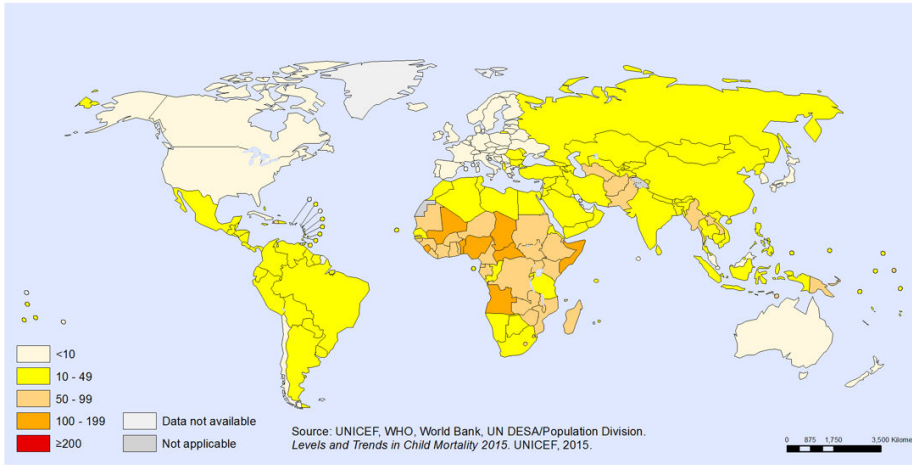 <10
10 - 49
50 - 99
100 - 199
≥200
Data not available
Not applicable
Source: UNICEF, WHO, World Bank, UN DESA/Population Division.
Levels and Trends in Child Mortality 2015. UNICEF, 2015.
0 875 1,750 3,500 Kilome